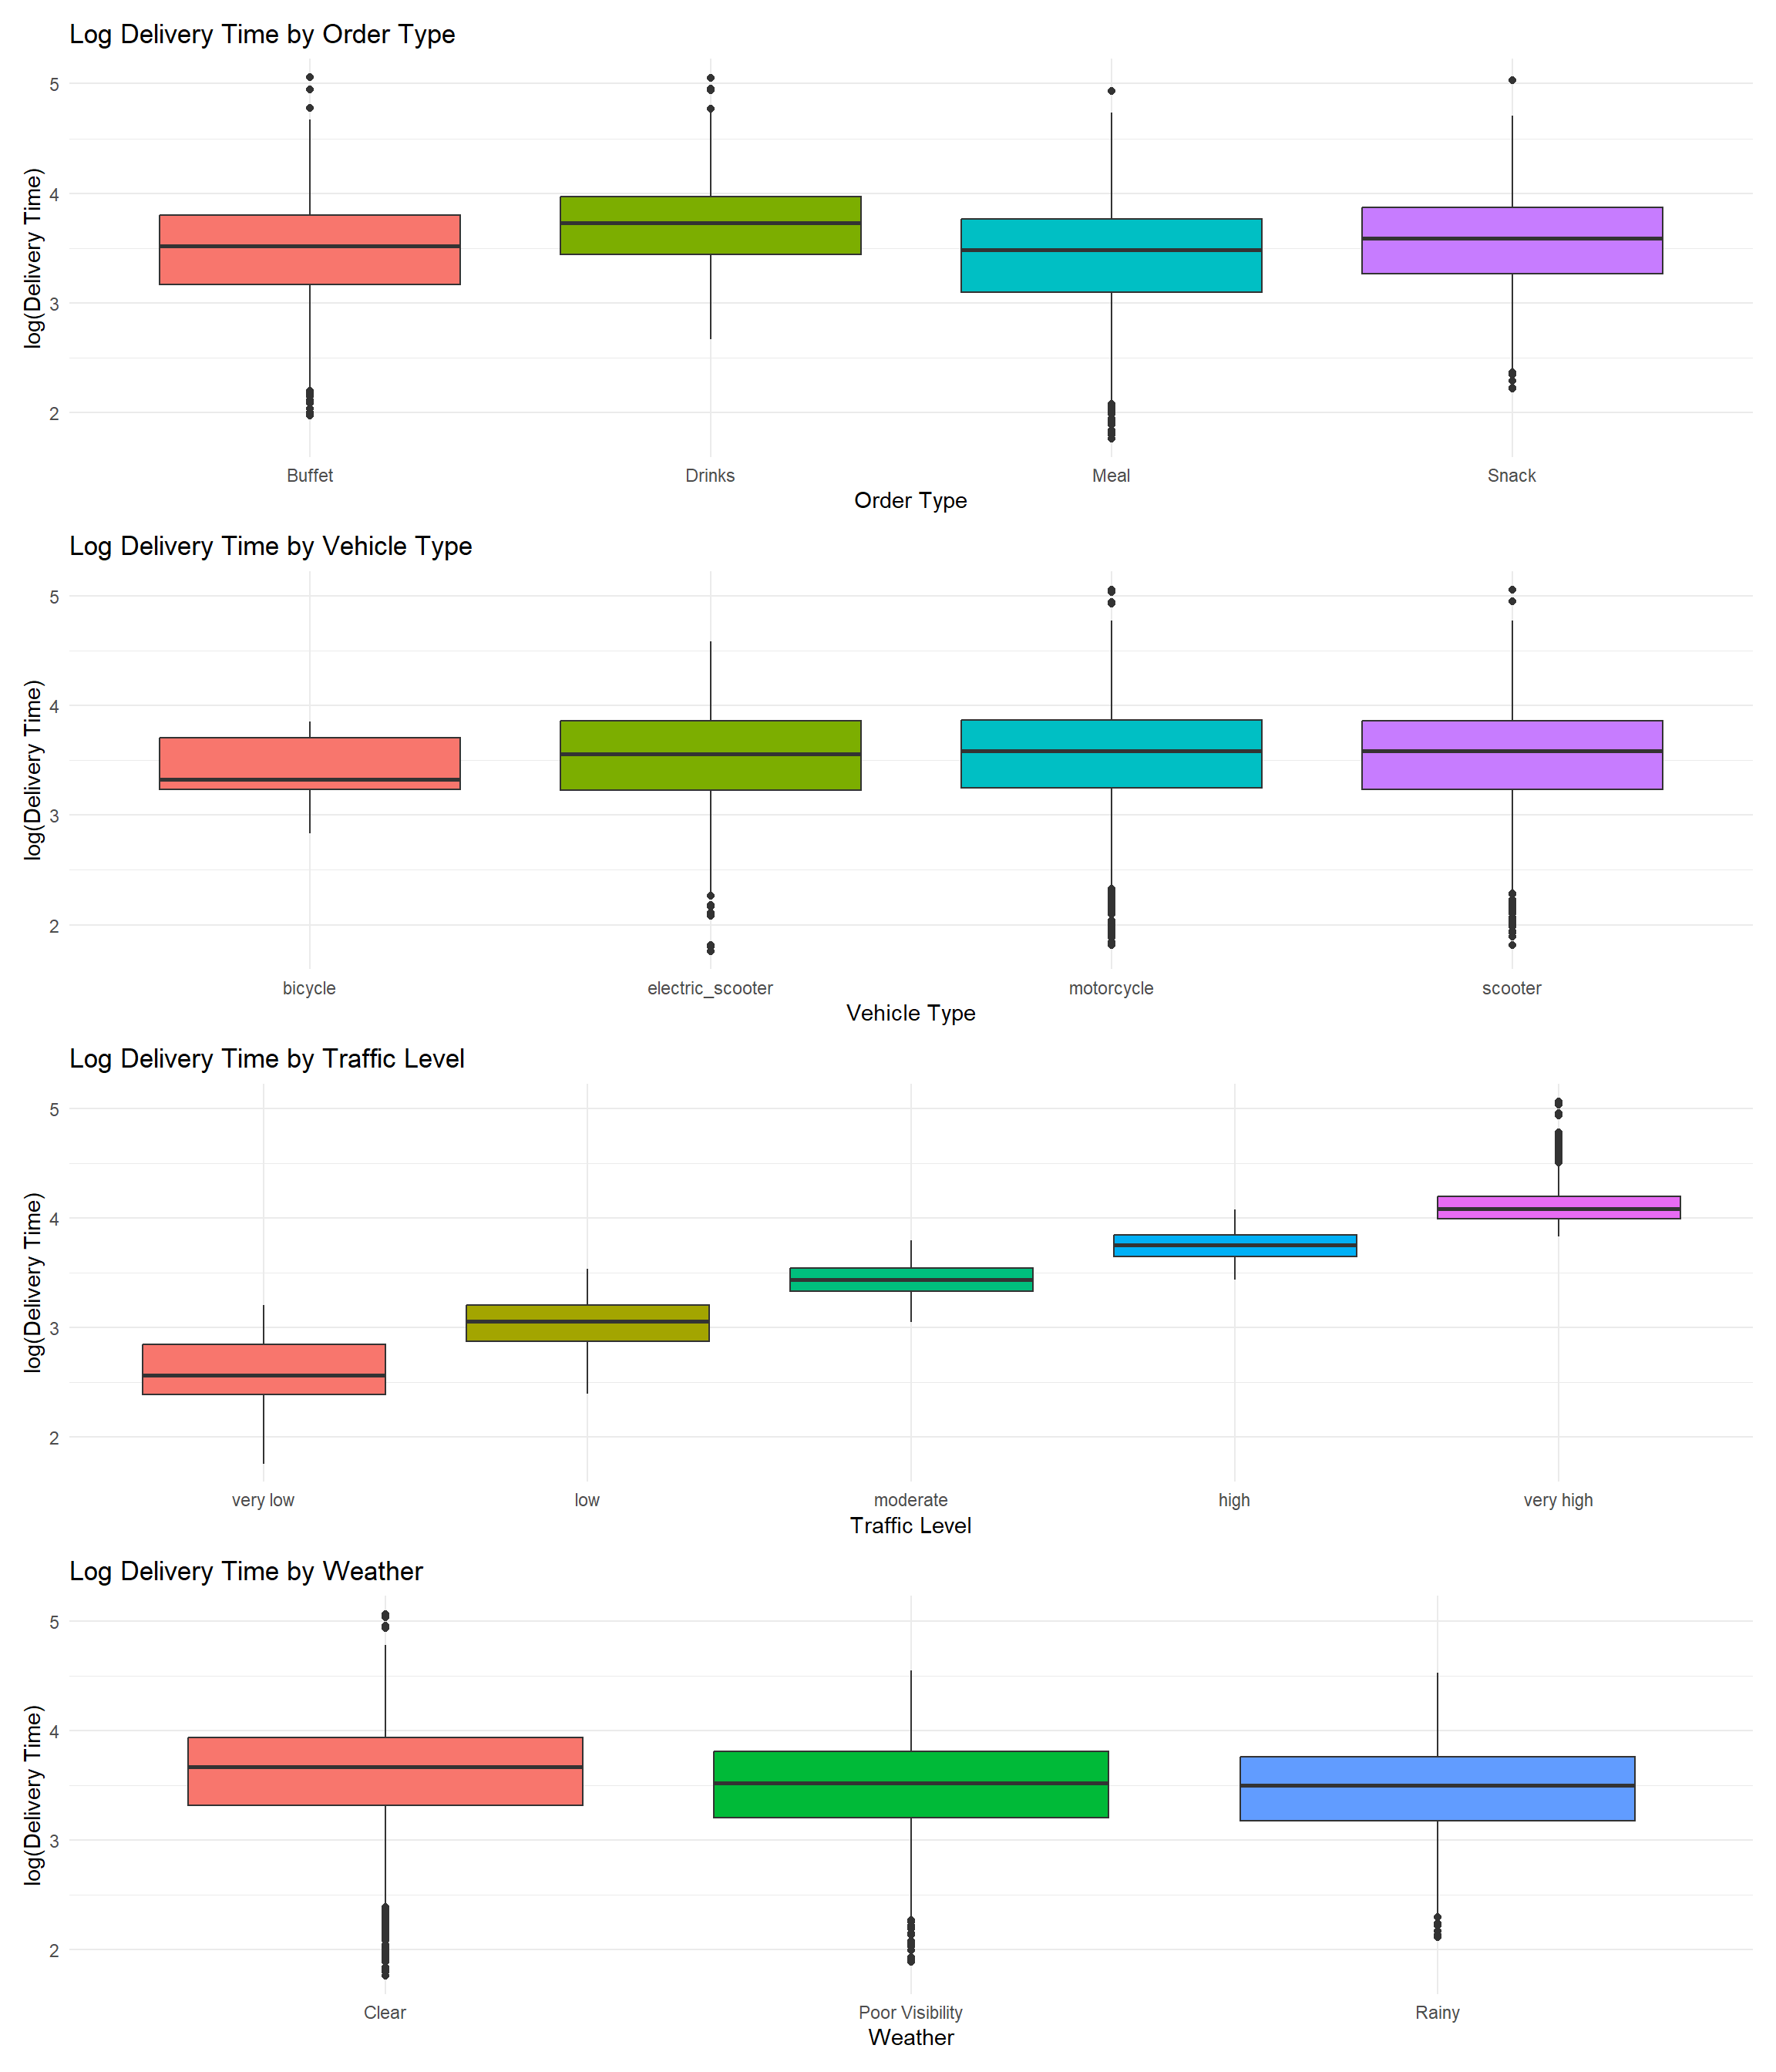 Log Delivery Time by Order Type
log(Delivery Time)
5
4
3
2
Buffet Drinks Meal Snack
Order Type
Log Delivery Time by Vehicle Type
log(Delivery Time)
5
4
3
2
bicycle electric_scooter motorcycle scooter
Vehicle Type
Log Delivery Time by Traffic Level
log(Delivery Time)
5
4
3
2
very low low moderate high very high
Traffic Level
Log Delivery Time by Weather
log(Delivery Time)
5
4
3
2
Clear Poor Visibility Rainy
Weather